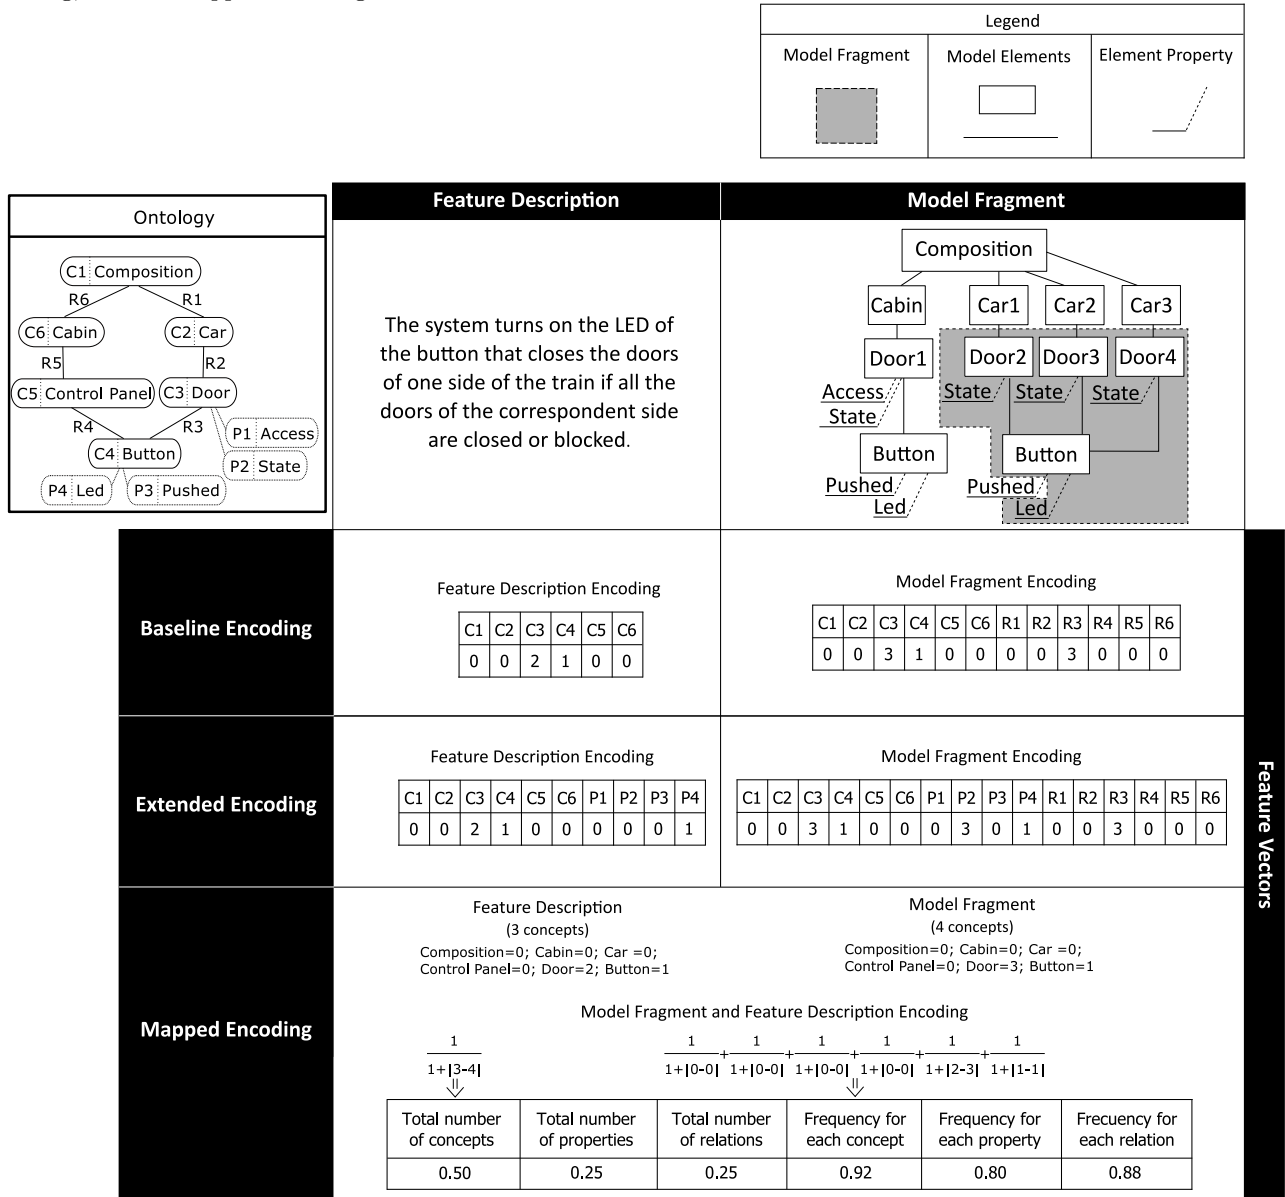 Legend
Model Fragment
Model Elements
Element Property
Ontology
C1 Composition
R6
R1
C6 Cabin
C2 Car
R5
R2
C5 Control Panel
C3 Door
R4
R3
P1 Access
C4 Button
P2 State
P4 Led
P3 Pushed
Feature Description
Model Fragment
The system turns on the LED of
the button that closes the doors
of one side of the train if all the
doors of the correspondent side
are closed or blocked.
Composition
Cabin
Car1
Car2
Car3
Door1
Door2
Door3
Door4
Access
State
State
State
State
Button
Button
Pushed
Led
Pushed
Led
Baseline Encoding
Feature Description Encoding
C1 C2 C3 C4 C5 C6
0 0 2 1 0 0
Model Fragment Encoding
C1 C2 C3 C4 C5 C6 R1 R2 R3 R4 R5 R6
0 0 3 1 0 0 0 0 3 0 0 0
Extended Encoding
Feature Description Encoding
C1 C2 C3 C4 C5 C6 P1 P2 P3 P4
0 0 2 1 0 0 0 0 0 1
Model Fragment Encoding
C1 C2 C3 C4 C5 C6 P1 P2 P3 P4 R1 R2 R3 R4 R5 R6
0 0 3 1 0 0 0 3 0 1 0 0 3 0 0 0
Feature Vectors
Mapped Encoding
Feature Description
(3 concepts)
Composition=0; Cabin=0; Car =0;
Control Panel=0; Door=2; Button=1
Model Fragment
(4 concepts)
Composition=0; Cabin=0; Car =0;
Control Panel=0; Door=3; Button=1
Model Fragment and Feature Description Encoding
1
1+|3-4|
1 1 1 1 1 1
+ + + + +
1+|0-0| 1+|0-0| 1+|0-0| 1+|0-0| 1+|2-3| 1+|1-1|
=
=
Total number
of concepts
Total number
of properties
Total number
of relations
Frequency for
each concept
Frequency for
each property
Frecuency for
each relation
0.50 0.25 0.25 0.92 0.80 0.88